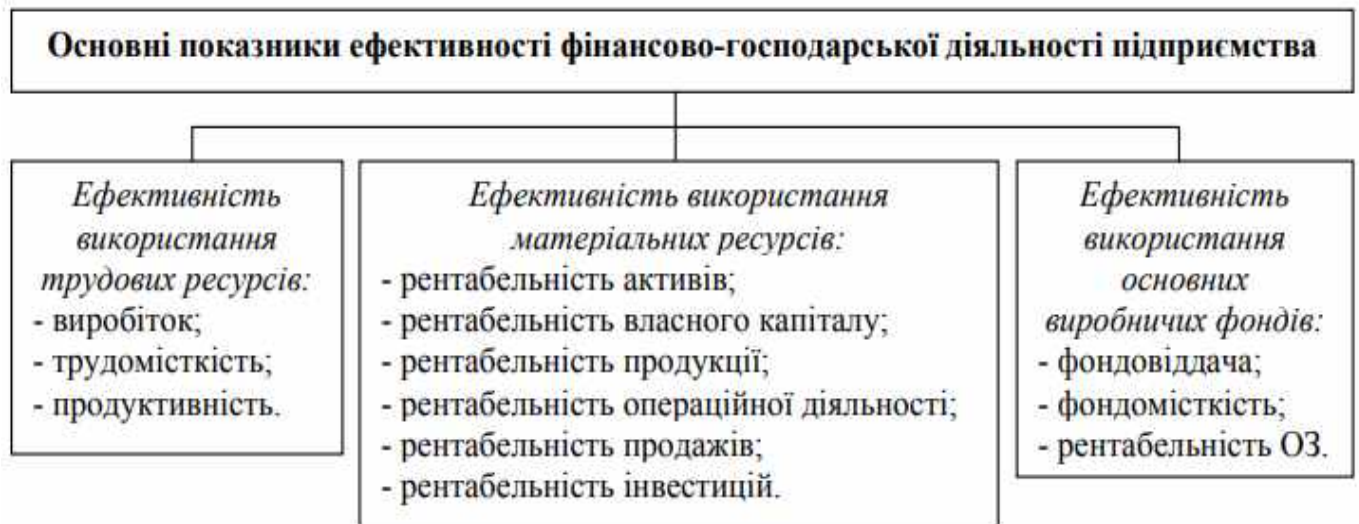 Основні показники ефективності фінансово-господарської діяльності підприємства
Ефективність
використання
трудових ресурсів:
- виробіток;
- трудомісткість;
- продуктивність.
Ефективність використання
матеріальних ресурсів:
- рентабельність активів;
- рентабельність власного капіталу;
- рентабельність продукції;
- рентабельність операційної діяльності;
- рентабельність продажів;
- рентабельність інвестицій.
Ефективність
використання
основних
виробничих фондів:
- фондовіддача;
- фондомісткість;
- рентабельність ОЗ.